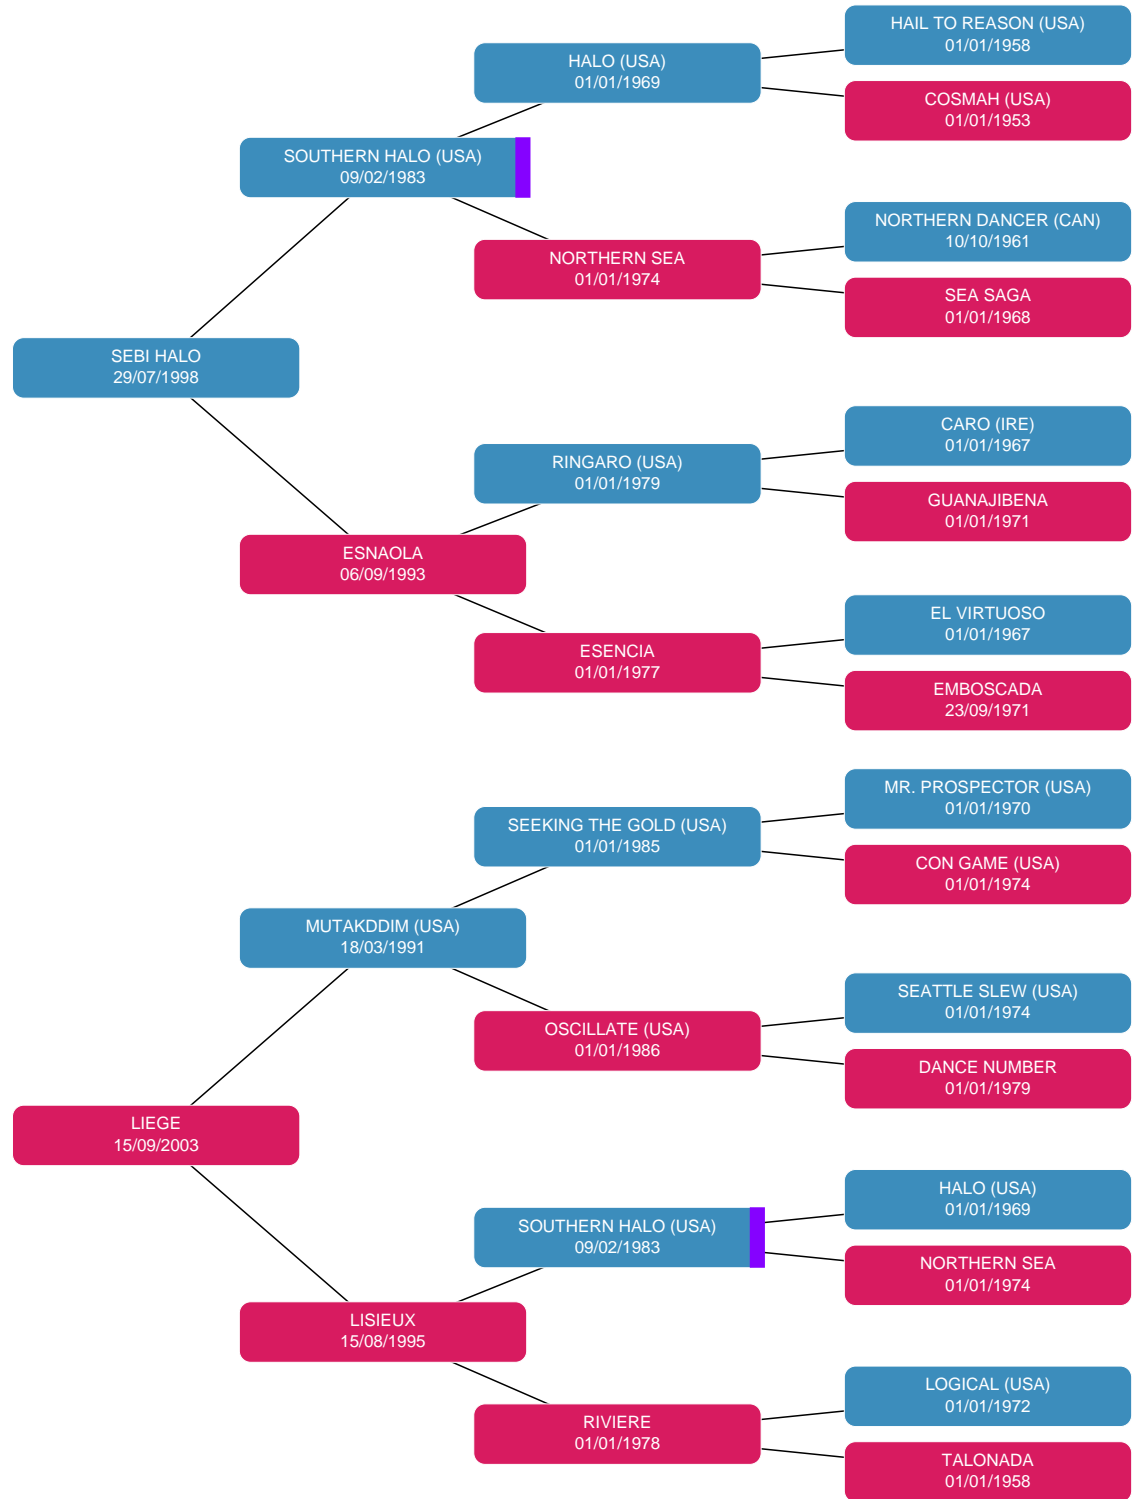 HAIL TO REASON (USA)
01/01/1958
HALO (USA)
01/01/1969
COSMAH (USA)
01/01/1953
SOUTHERN HALO (USA)
09/02/1983
NORTHERN DANCER (CAN)
10/10/1961
NORTHERN SEA
01/01/1974
SEA SAGA
01/01/1968
SEBI HALO
29/07/1998
CARO (IRE)
01/01/1967
RINGARO (USA)
01/01/1979
GUANAJIBENA
01/01/1971
ESNAOLA
06/09/1993
EL VIRTUOSO
01/01/1967
ESENCIA
01/01/1977
EMBOSCADA
23/09/1971
MR. PROSPECTOR (USA)
01/01/1970
SEEKING THE GOLD (USA)
01/01/1985
CON GAME (USA)
01/01/1974
MUTAKDDIM (USA)
18/03/1991
SEATTLE SLEW (USA)
01/01/1974
OSCILLATE (USA)
01/01/1986
DANCE NUMBER
01/01/1979
LIEGE
15/09/2003
HALO (USA)
01/01/1969
SOUTHERN HALO (USA)
09/02/1983
NORTHERN SEA
01/01/1974
LISIEUX
15/08/1995
LOGICAL (USA)
01/01/1972
RIVIERE
01/01/1978
TALONADA
01/01/1958